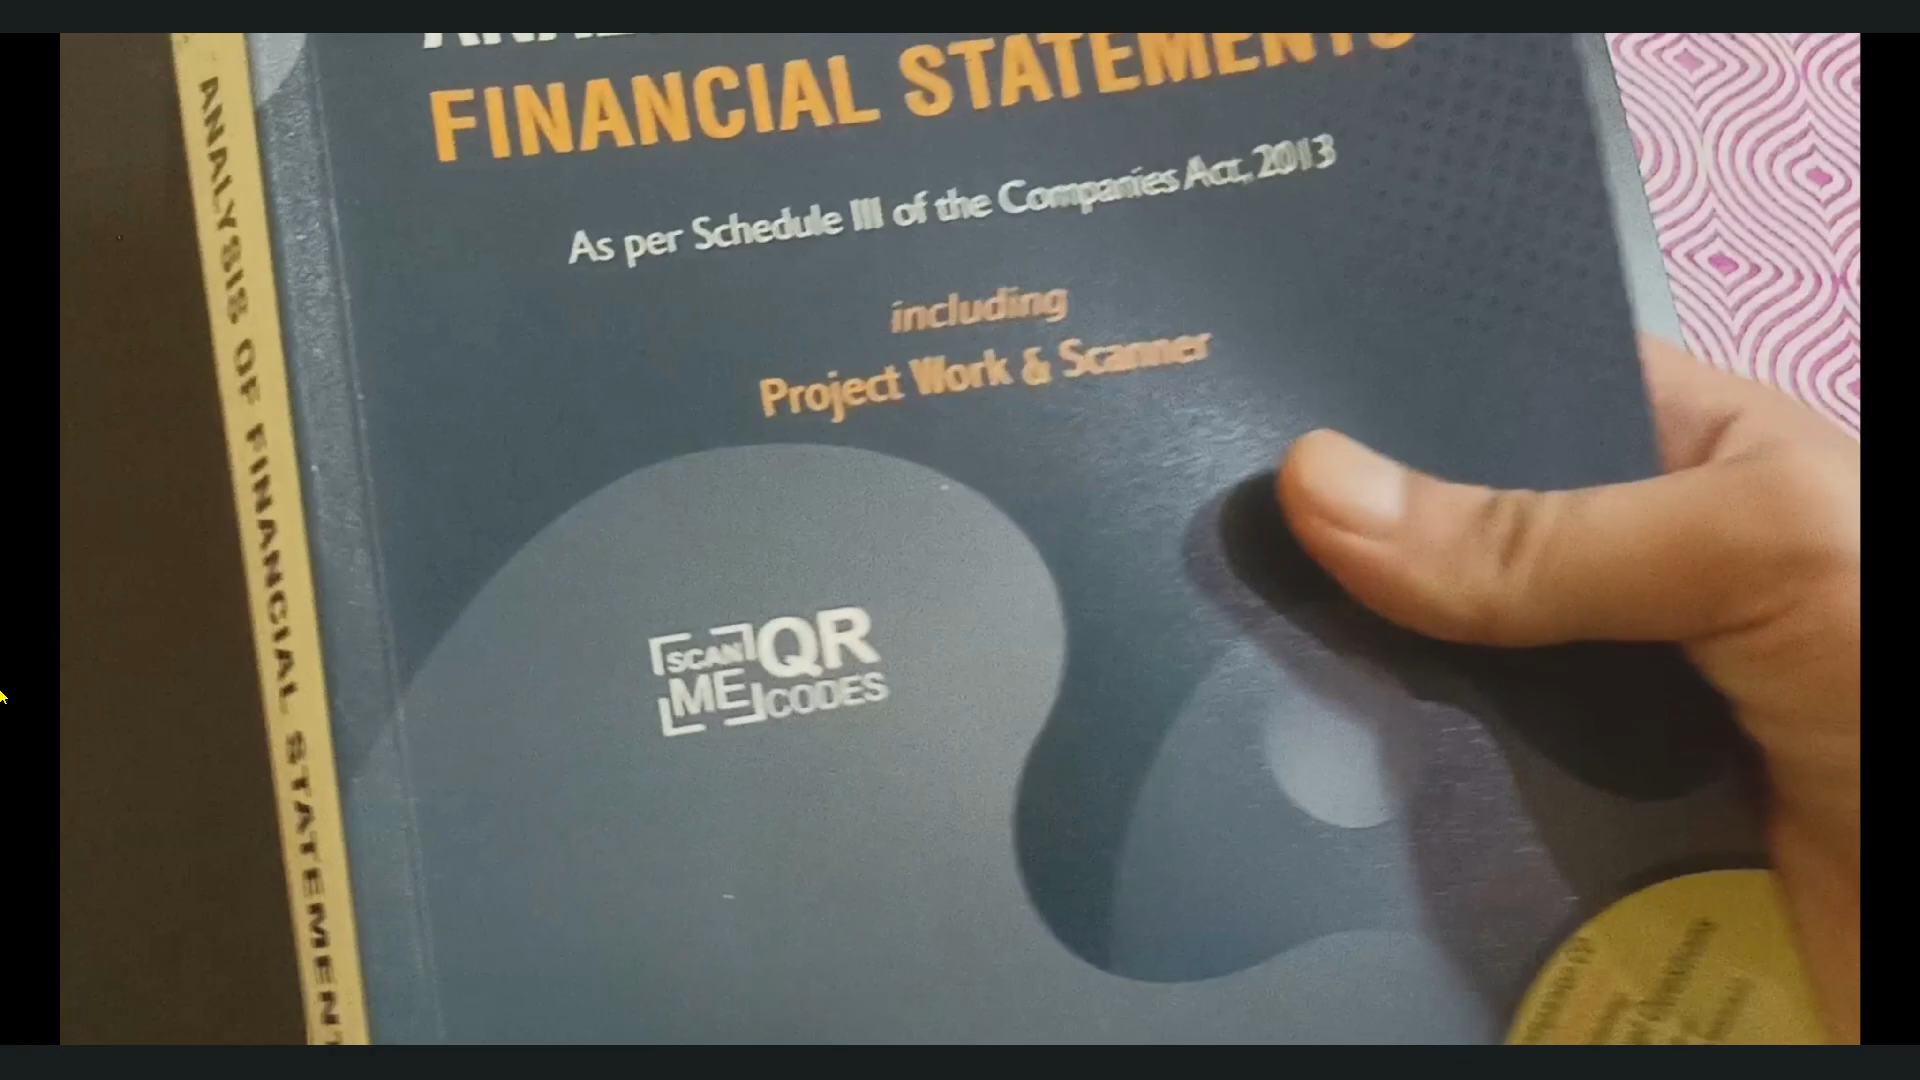 FINANCIAL STATEMENTS
As per Schedule III of the Companies Act, 2013
including
Project Work & Scanner
SCAN
ME
QR
CODES
ANALYSIS OF FINANCIAL STATEMENT